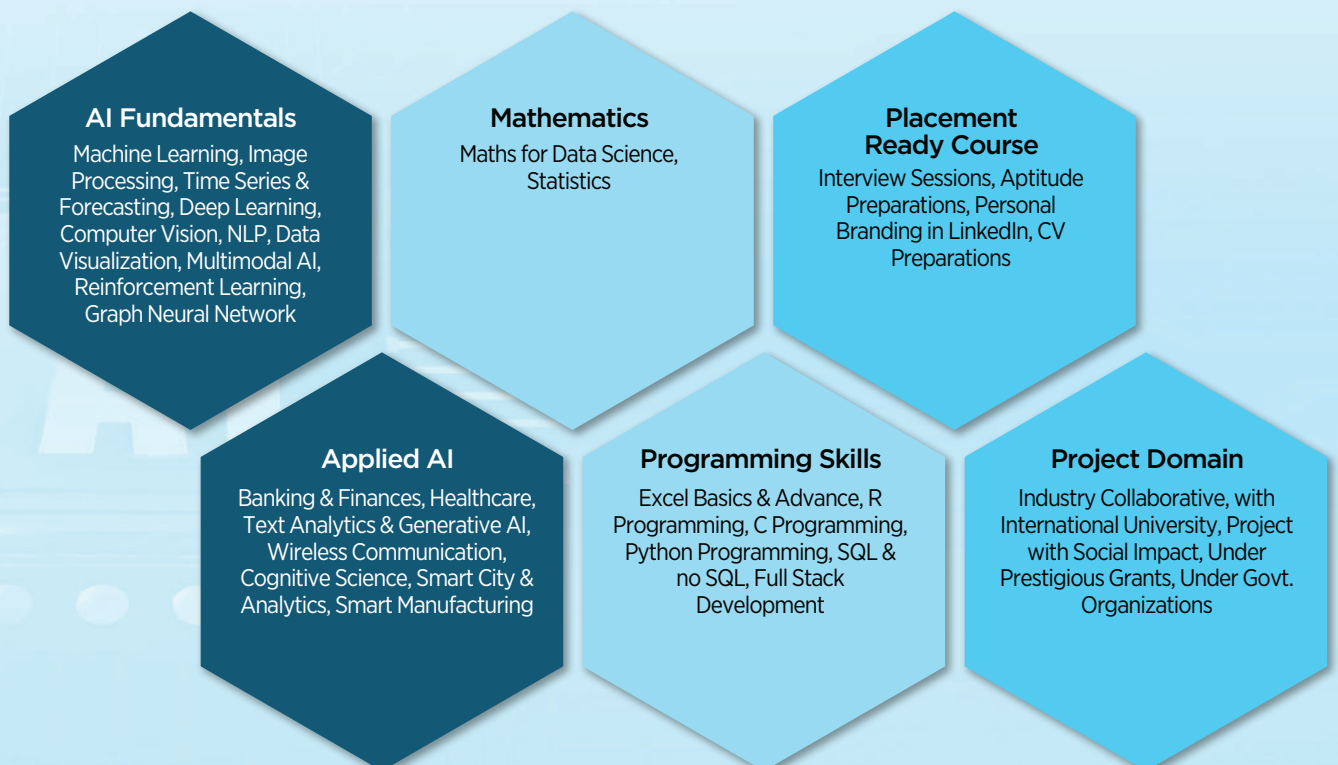 AI Fundamentals
Machine Learning, Image
Processing, Time Series &
Forecasting, Deep Learning,
Computer Vision, NLP, Data
Visualization, Multimodal AI,
Reinforcement Learning,
Graph Neural Network
Mathematics
Maths for Data Science,
Statistics
Placement
Ready Course
Interview Sessions, Aptitude
Preparations, Personal
Branding in LinkedIn, CV
Preparations
Applied AI
Banking & Finances, Healthcare,
Text Analytics & Generative AI,
Wireless Communication,
Cognitive Science, Smart City &
Analytics, Smart Manufacturing
Programming Skills
Excel Basics & Advance, R
Programming, C Programming,
Python Programming, SQL &
no SQL, Full Stack
Development
Project Domain
Industry Collaborative, with
International University, Project
with Social Impact, Under
Prestigious Grants, Under Govt.
Organizations